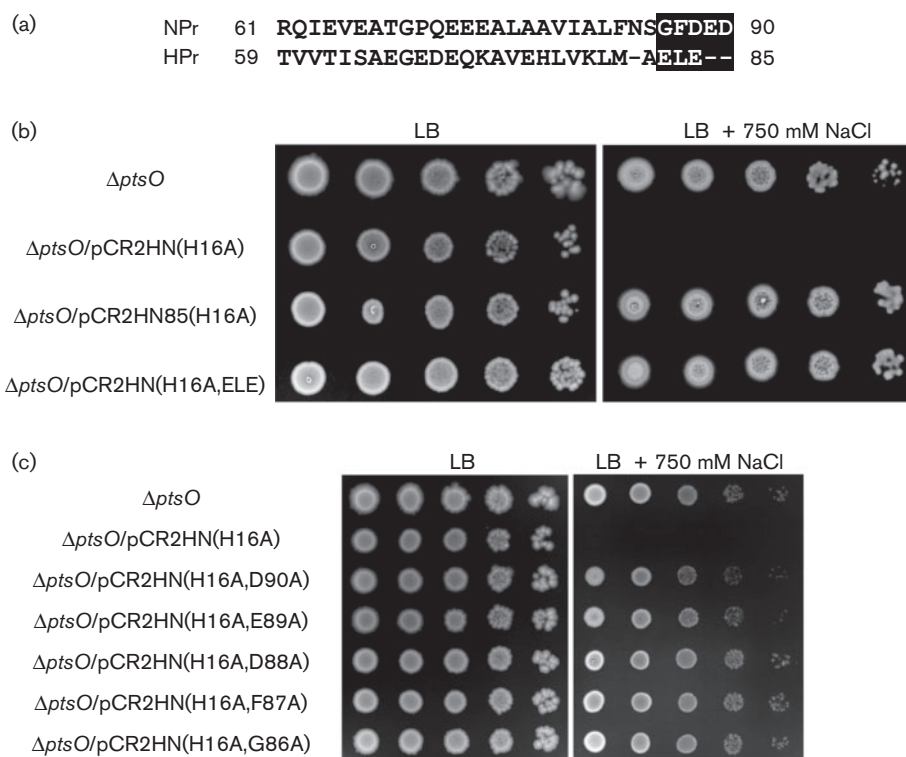 (a)
NPr 61 RQIEVEATGPQEEEALAAVIALFNSGFDED 90
HPr 59 TVVTISAEGEDEQKAVEHLVKLM-AELE-- 85
(b)
LB LB + 750 mM NaCl
ΔptsO
ΔptsO/pCR2HN(H16A)
ΔptsO/pCR2HN85(H16A)
ΔptsO/pCR2HN(H16A,ELE)
(c)
LB LB + 750 mM NaCl
ΔptsO
ΔptsO/pCR2HN(H16A)
ΔptsO/pCR2HN(H16A,D90A)
ΔptsO/pCR2HN(H16A,E89A)
ΔptsO/pCR2HN(H16A,D88A)
ΔptsO/pCR2HN(H16A,F87A)
ΔptsO/pCR2HN(H16A,G86A)